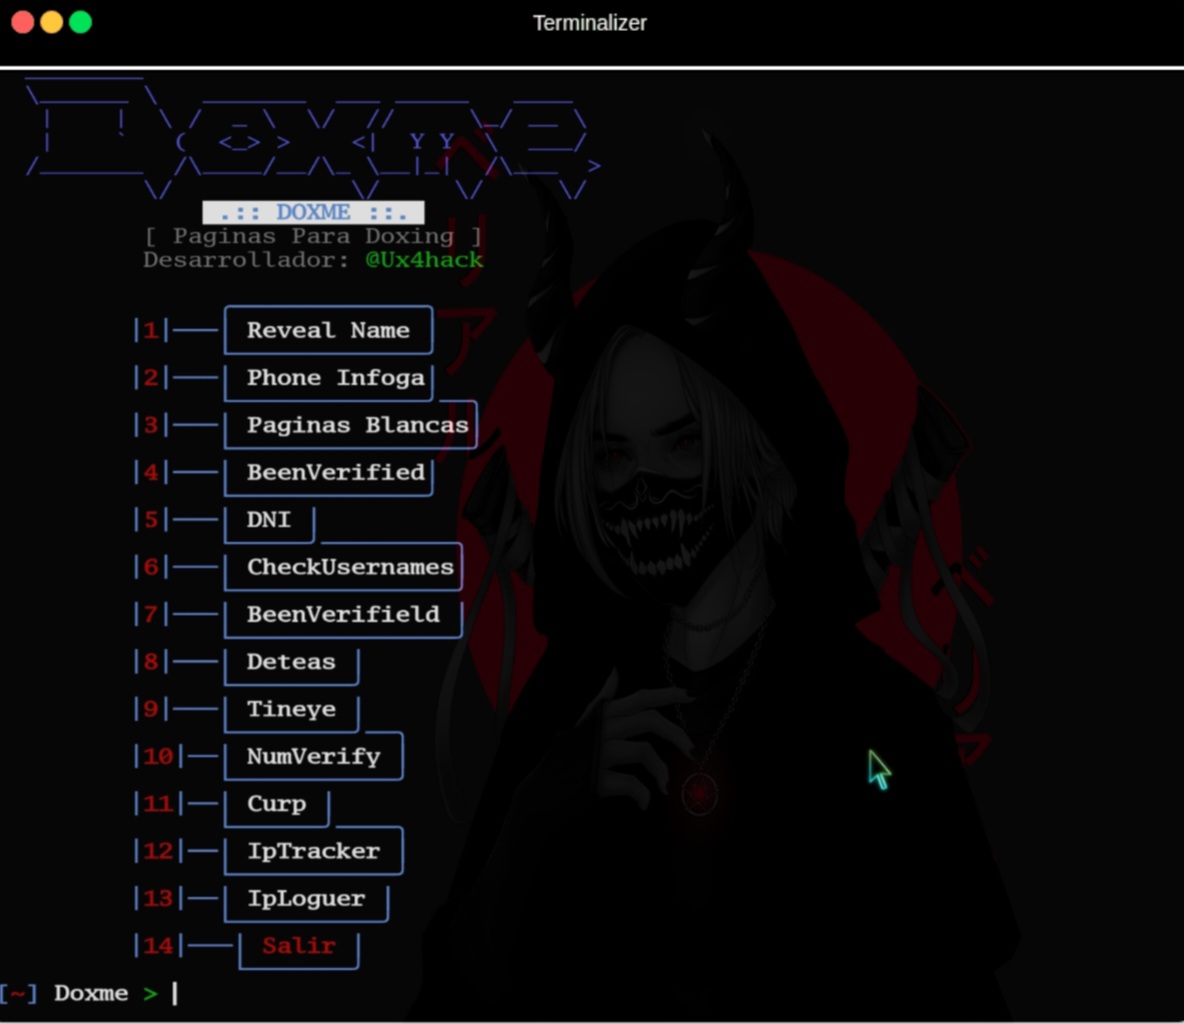 Terminalizer
Doxme
.:: DOXME ::.
[ Paginas Para Doxing ]
Desarrollador: @Ux4hack
|1| Reveal Name
|2| Phone Infoga
|3| Paginas Blancas
|4| BeenVerified
|5| DNI
|6| CheckUsernames
|7| BeenVerifield
|8| Deteas
|9| Tineye
|10| NumVerify
|11| Curp
|12| IpTracker
|13| IpLoguer
|14| Salir
[~] Doxme >